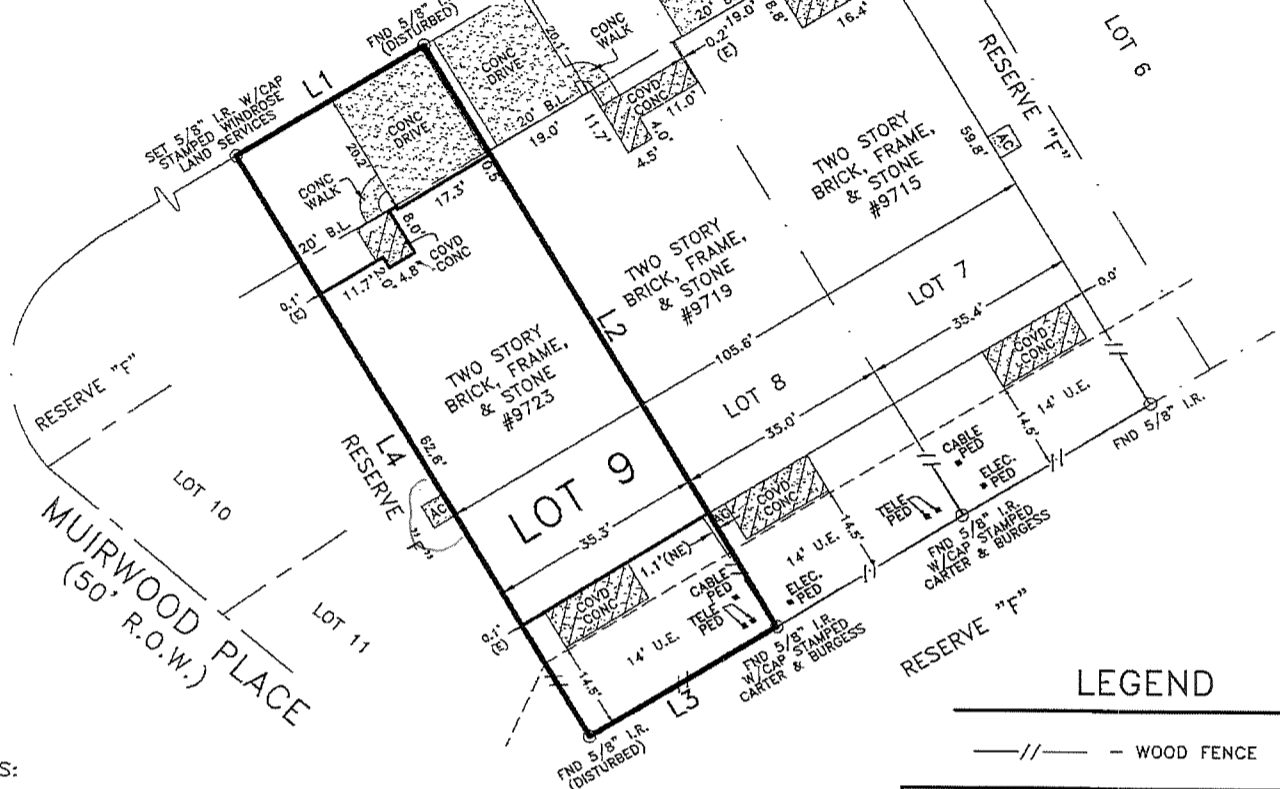 FND 5/8" I.R.
(DISTURBED)
L1
SET 5/8" I.R. W/CAP
STAMPED WINDROSE
LAND SERVICES
CONC
DRIVE
CONC
DRIVE
CONC
WALK
20.1'
20' B.L.
19.0'
20' B.L.
19.0'
8.8'
16.4'
0.2'
(E)
COVD
CONC
11.0'
11.7'
4.0'
4.5'
RESERVE "F"
LOT 6
AC
59.8'
TWO STORY
BRICK, FRAME,
& STONE
#9715
20.2'
CONC
WALK
20' B.L.
17.3'
0.5'
8.0'
COVD
CONC
4.8'
2.0'
11.7'
0.1'
(E)
TWO STORY
BRICK, FRAME,
& STONE
#9719
L2
LOT 7
105.6'
35.4'
0.0'
TWO STORY
BRICK, FRAME,
& STONE
#9723
LOT 8
35.0'
COVD
CONC
14' U.E.
14.5'
FND 5/8" I.R.
RESERVE "F"
LOT 10
L4
62.6'
RESERVE "F"
AC
LOT 9
35.3'
AC
COVD
CONC
14' U.E.
14.5'
CABLE
PED
ELEC.
PED
TELE
PED
FND 5/8" I.R.
W/CAP STAMPED
CARTER & BURGESS
MUIRWOOD PLACE
(50' R.O.W.)
LOT 11
1.1'(NE)
COVD
CONC
0.1'
(E)
CABLE
PED
TELE
PED
ELEC.
PED
14' U.E.
14.5'
L3
FND 5/8" I.R.
W/CAP STAMPED
CARTER & BURGESS
FND 5/8" I.R.
(DISTURBED)
RESERVE "F"
LEGEND
—//— – WOOD FENCE
S: